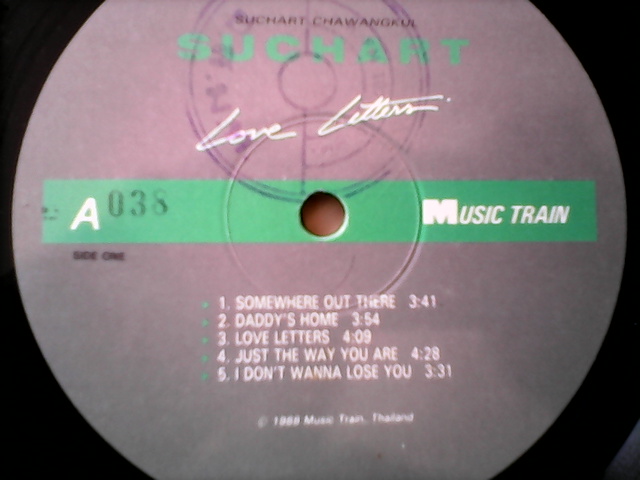 SUCHART CHAWANGKUL
SUCHART
Love Letters
A 038 MUSIC TRAIN
SIDE ONE
1. SOMEWHERE OUT THERE 3:41
2. DADDY'S HOME 3:54
3. LOVE LETTERS 4:09
4. JUST THE WAY YOU ARE 4:28
5. I DON'T WANNA LOSE YOU 3:31
© 1988 Music Train, Thailand